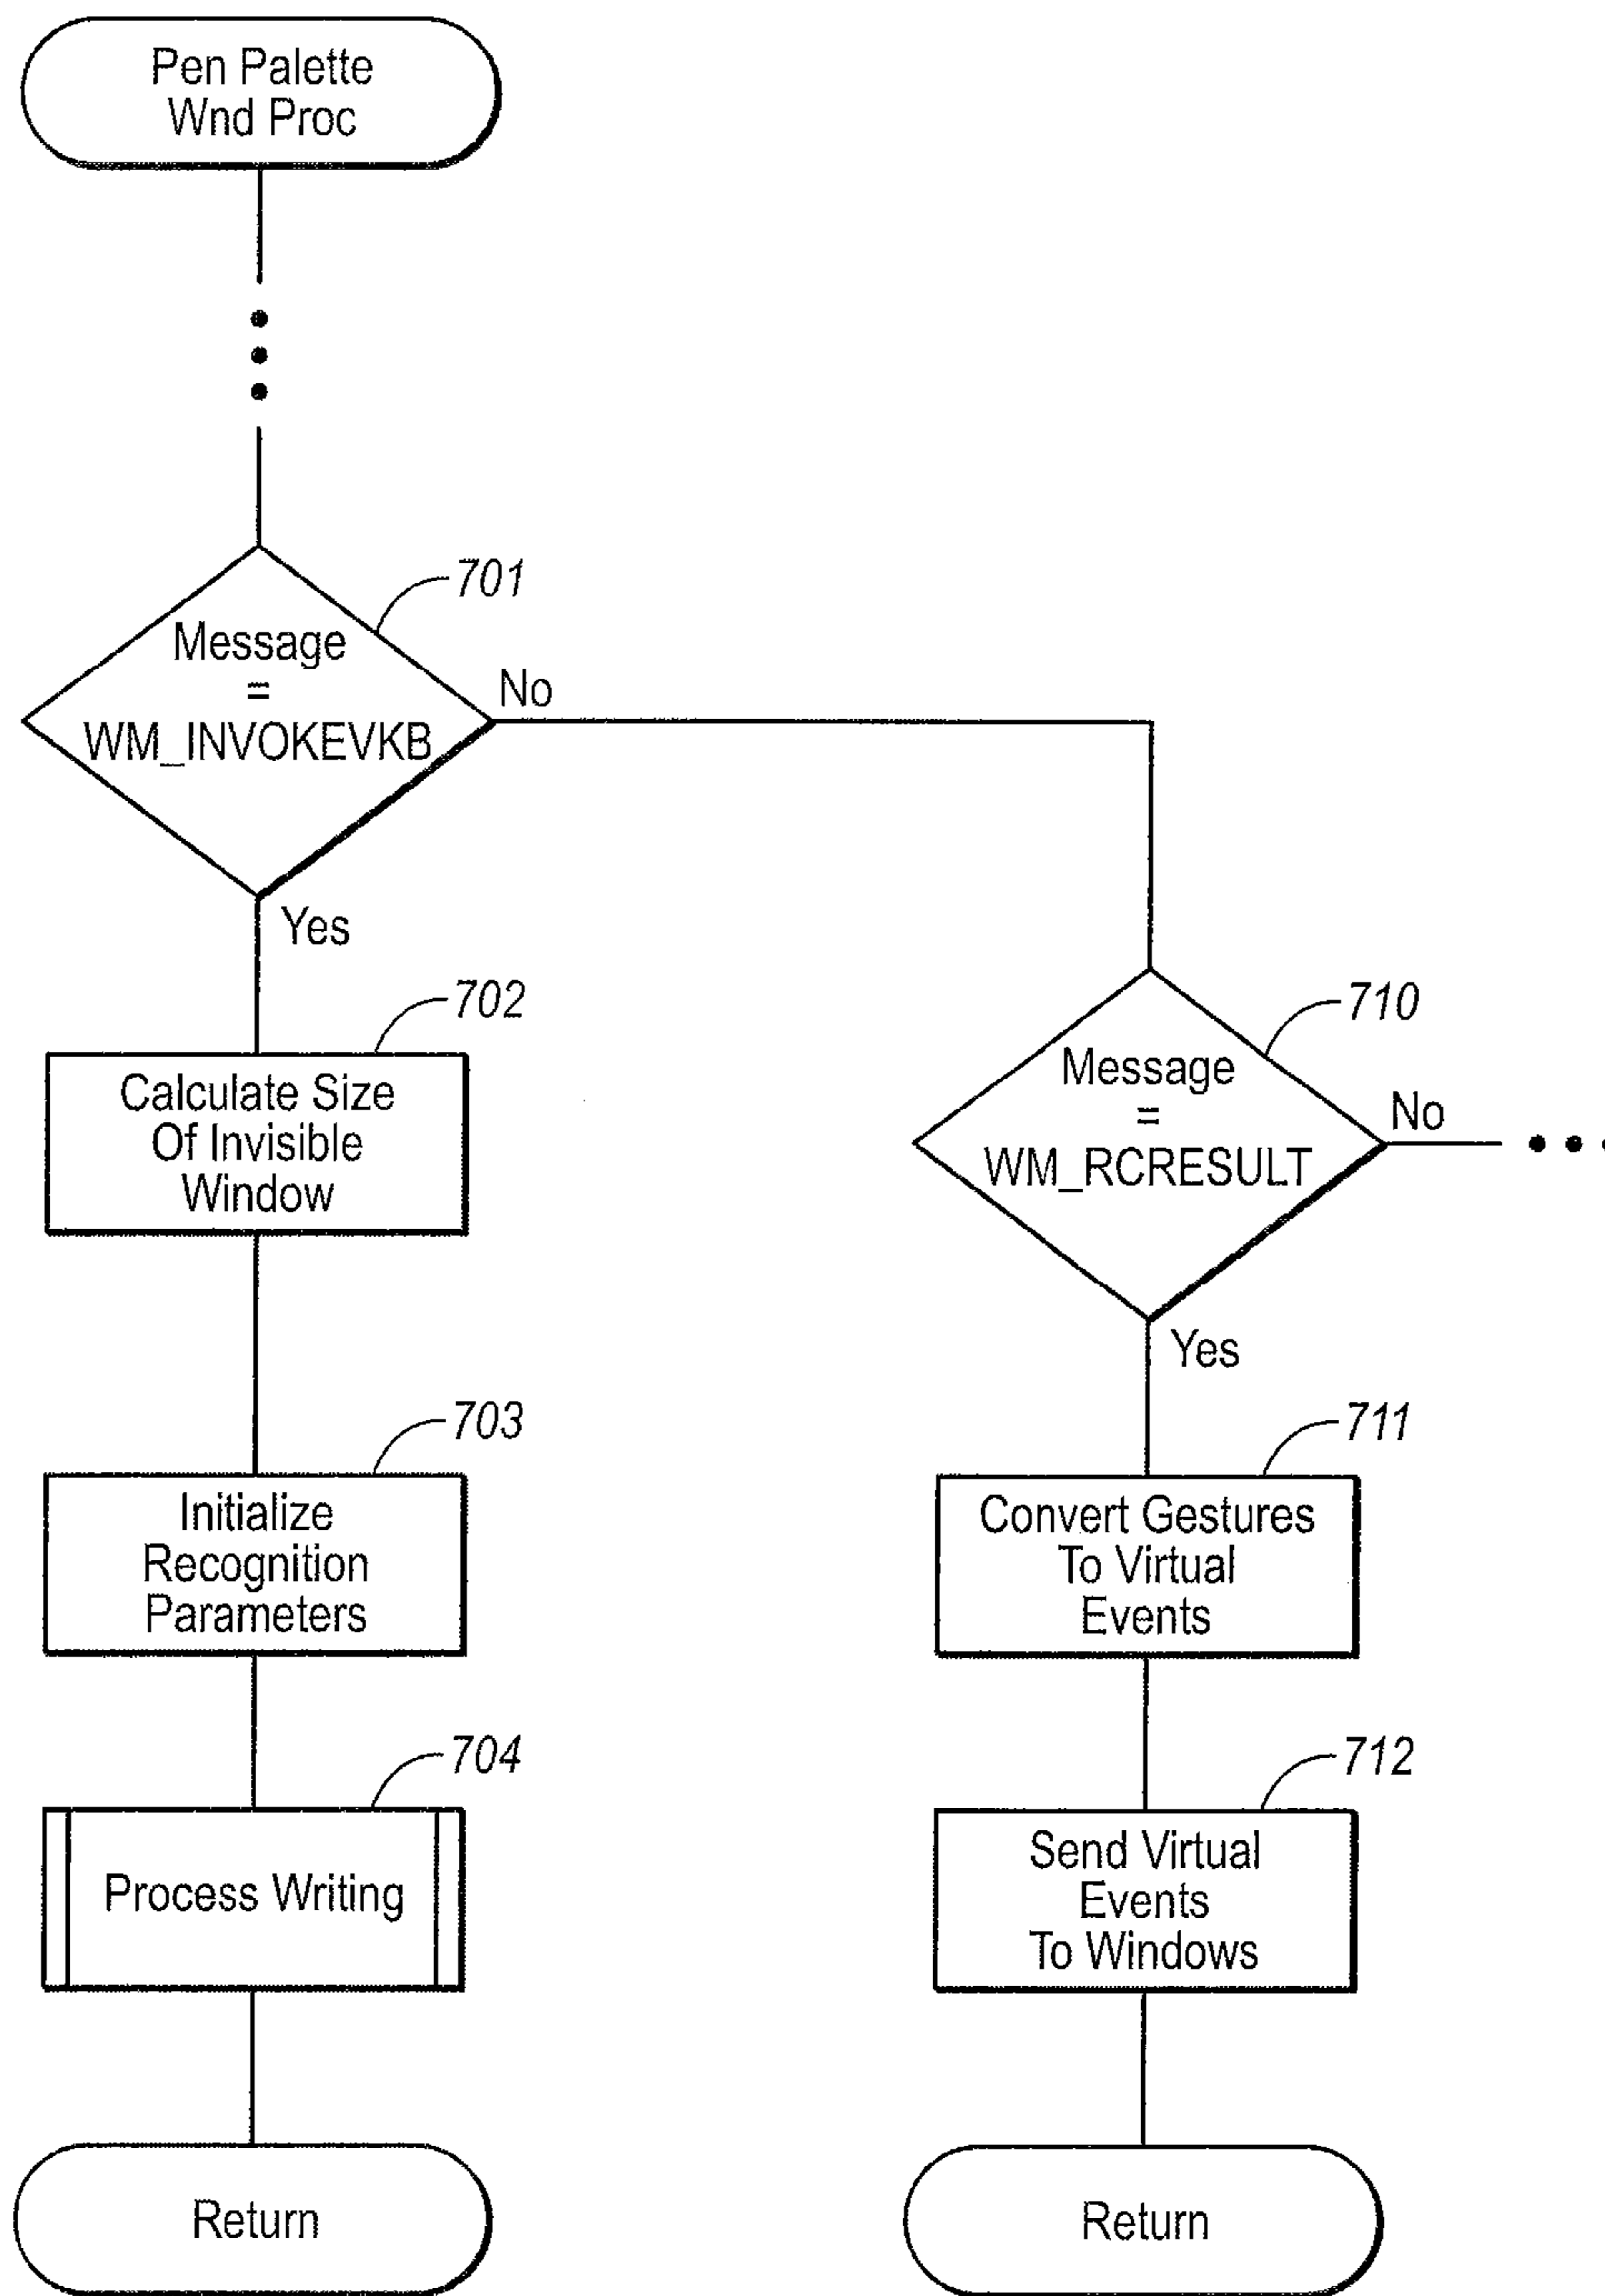 Pen Palette
Wnd Proc
701
Message
=
WM_INVOKEVKB
No
Yes
702
Calculate Size
Of Invisible
Window
703
Initialize
Recognition
Parameters
704
Process Writing
Return
710
Message
=
WM_RCRESULT
No
Yes
711
Convert Gestures
To Virtual
Events
712
Send Virtual
Events
To Windows
Return